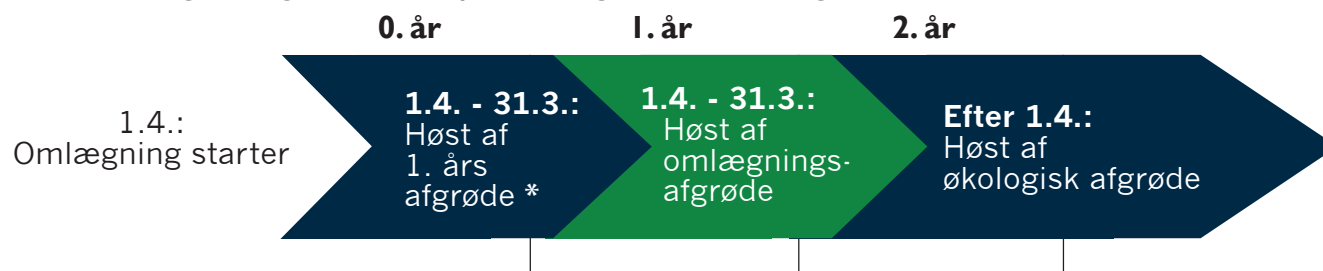 0. år
1. år
2. år
1.4.:
Omlægning starter
1.4. - 31.3.:
Høst af
1. års
afgrøde *
1.4. - 31.3.:
Høst af
omlægnings-
afgrøde
Efter 1.4.:
Høst af
økologisk afgrøde